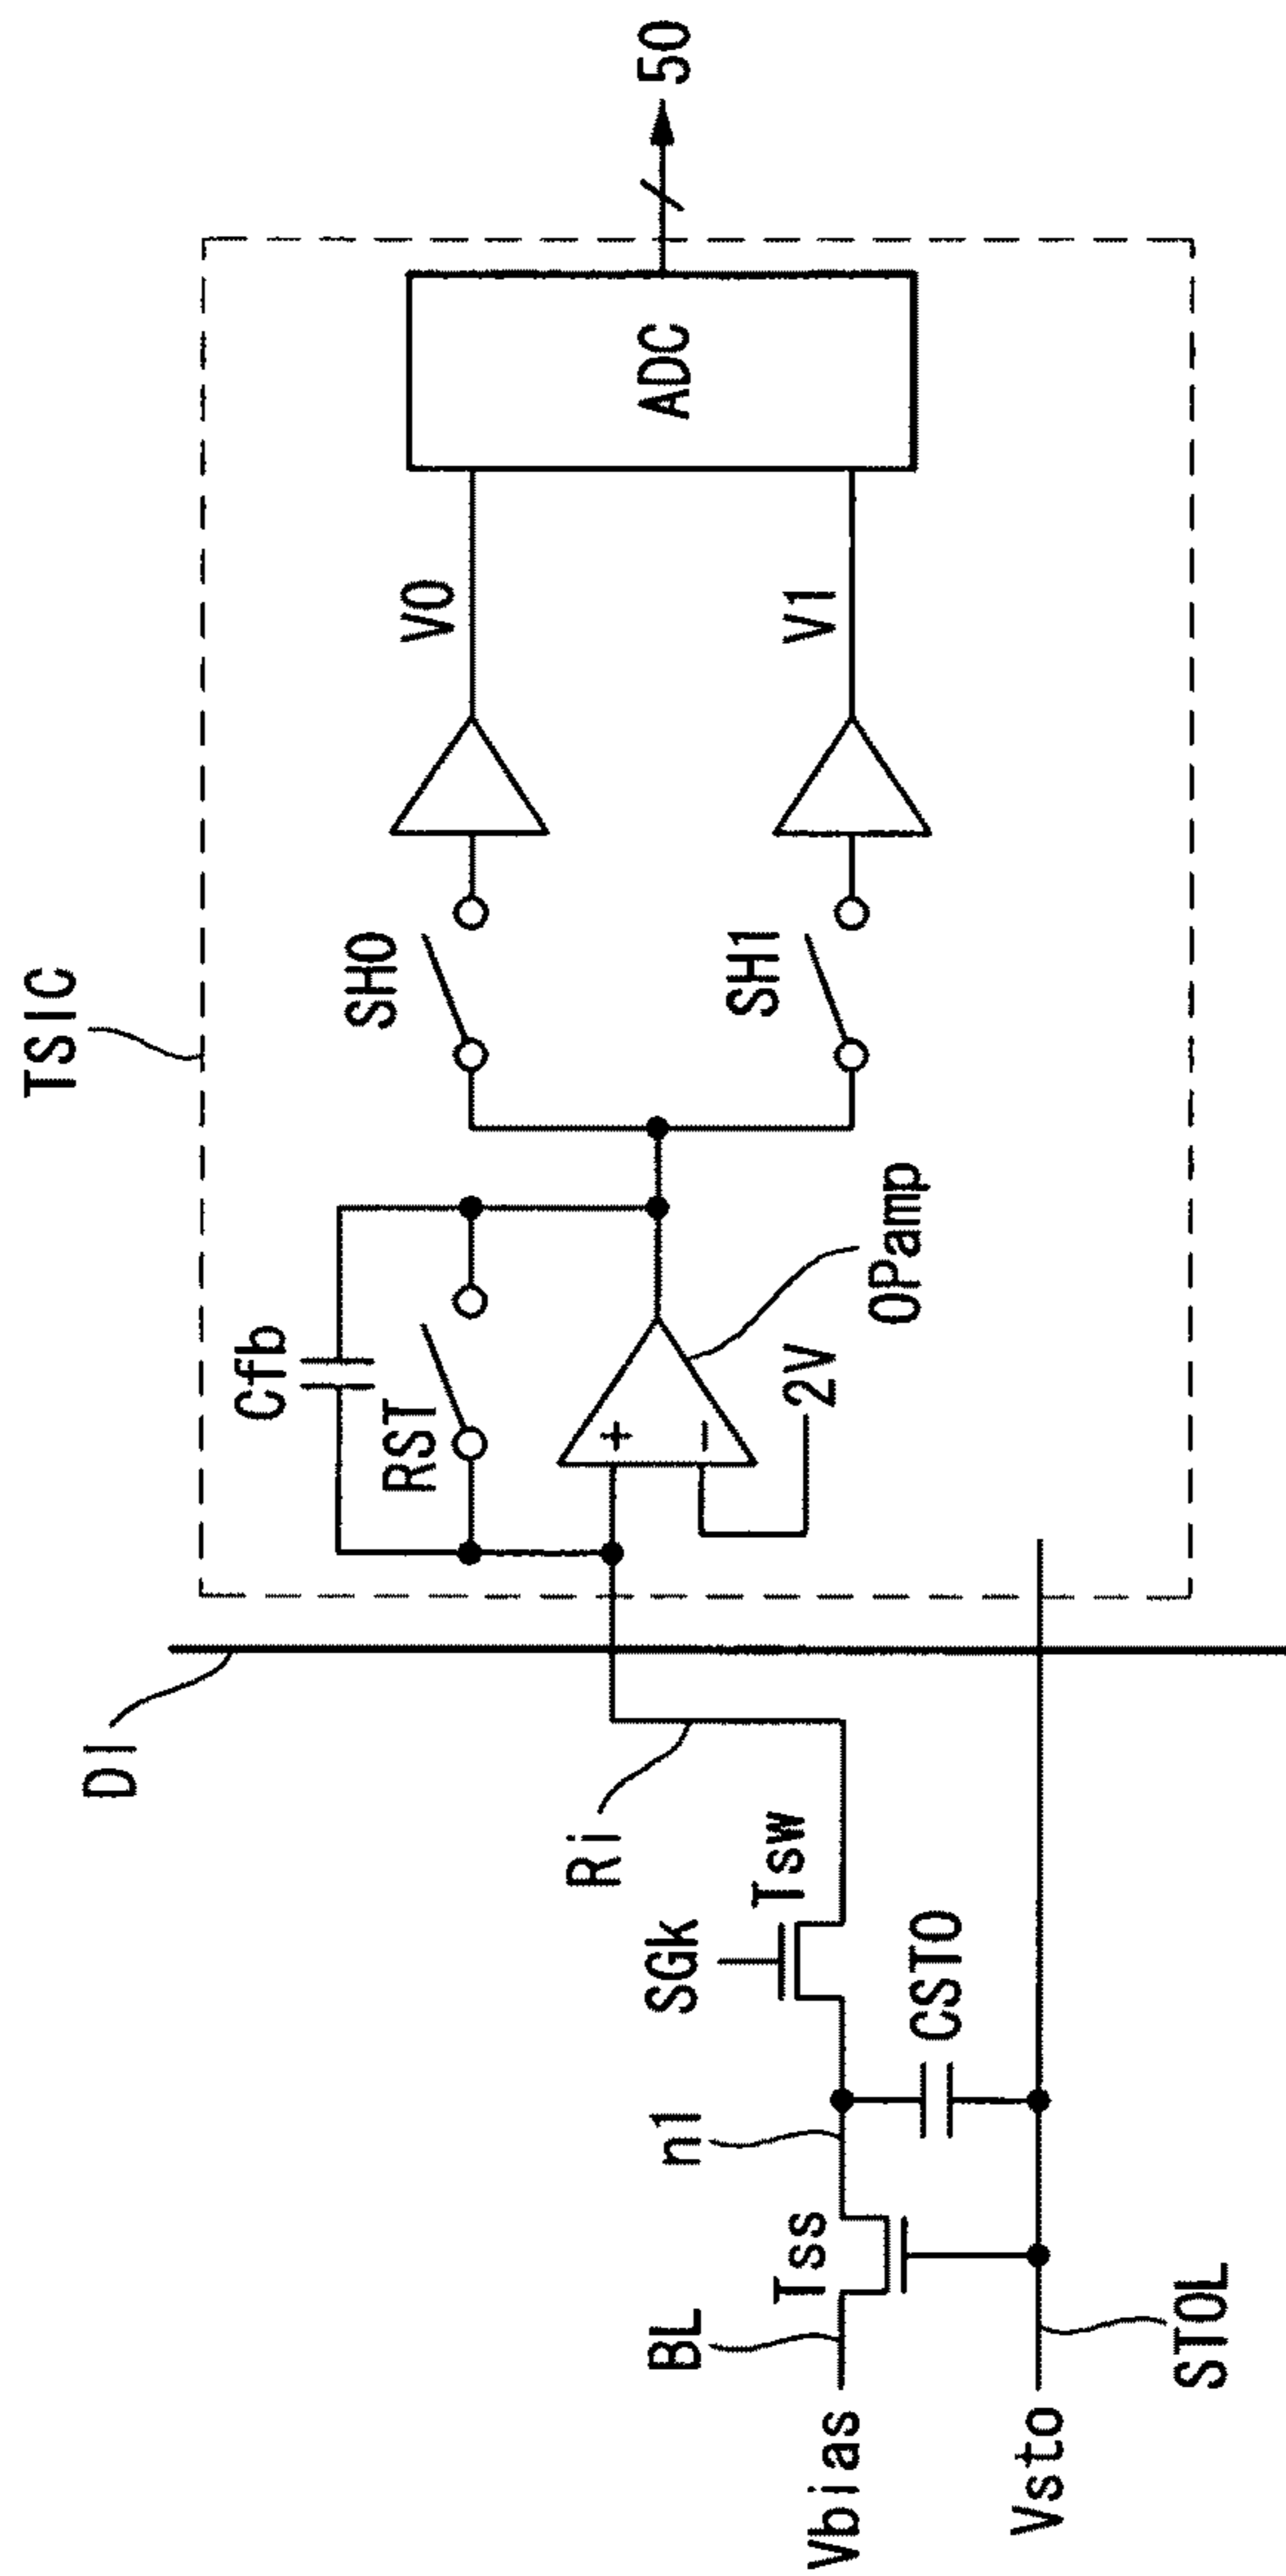 TSIC
Cfb
RST
SH0
V0
ADC
50
SH1
V1
OPamp
+
−
2V
DI
Ri
SGk
Tsw
n1
CSTO
BL
Tss
Vbias
Vsto
STOL